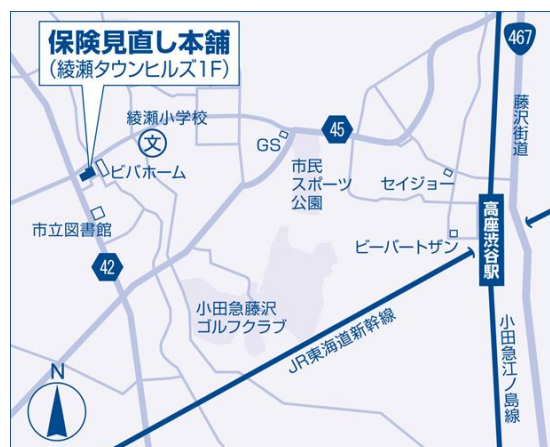 保険見直し本舗
（綾瀬タウンヒルズ1F）
467
藤沢街道
綾瀬小学校
文
GS
45
市民
スポーツ
公園
セイジョー
ビバホーム
高座渋谷駅
市立図書館
ビーバートザン
42
小田急藤沢
ゴルフクラブ
JR東海道新幹線
小田急江ノ島線
N